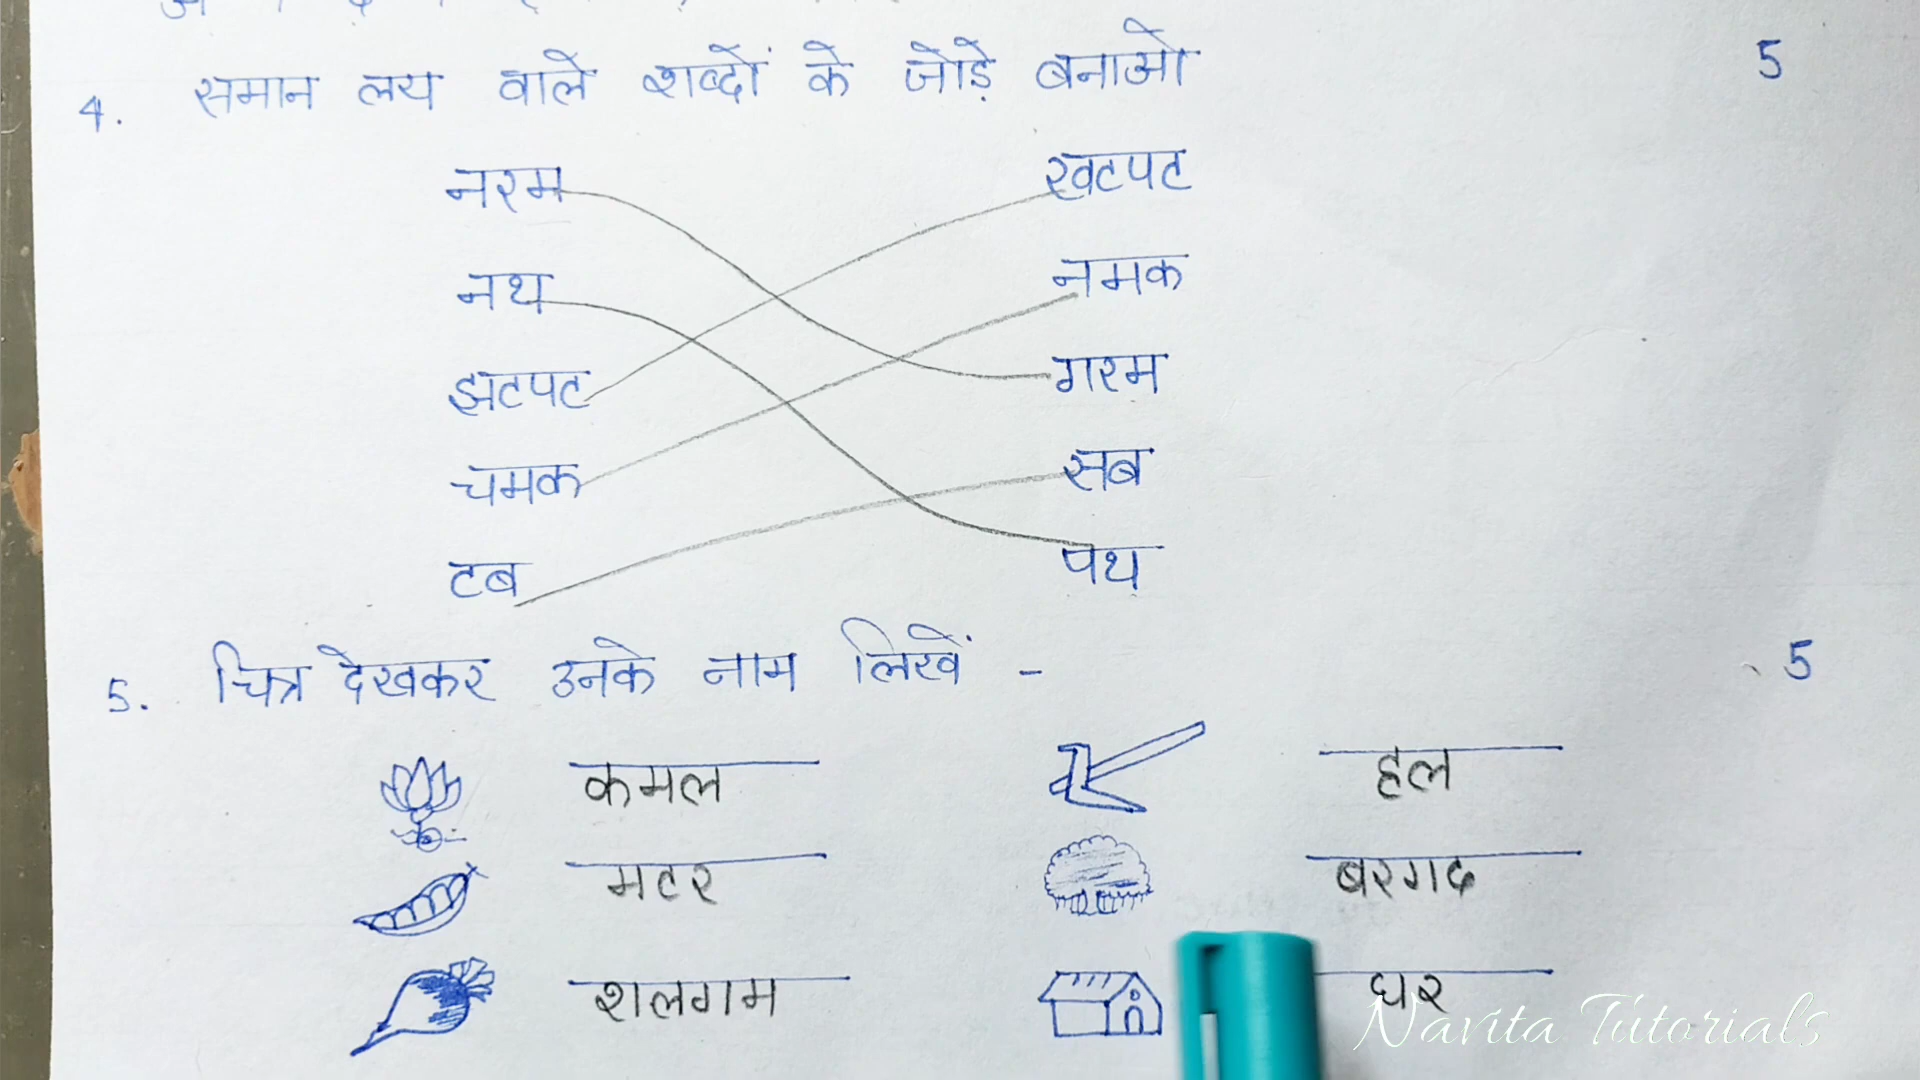 4. समान लय वाले शब्दों के जोड़े बनाओ 5
नरम खटपट
नथ नमक
झटपट गरम
चमक सब
टब पथ
5. चित्र देखकर उनके नाम लिखें - 5
कमल हल
मटर बरगद
शलगम घर
Navita Tutorials